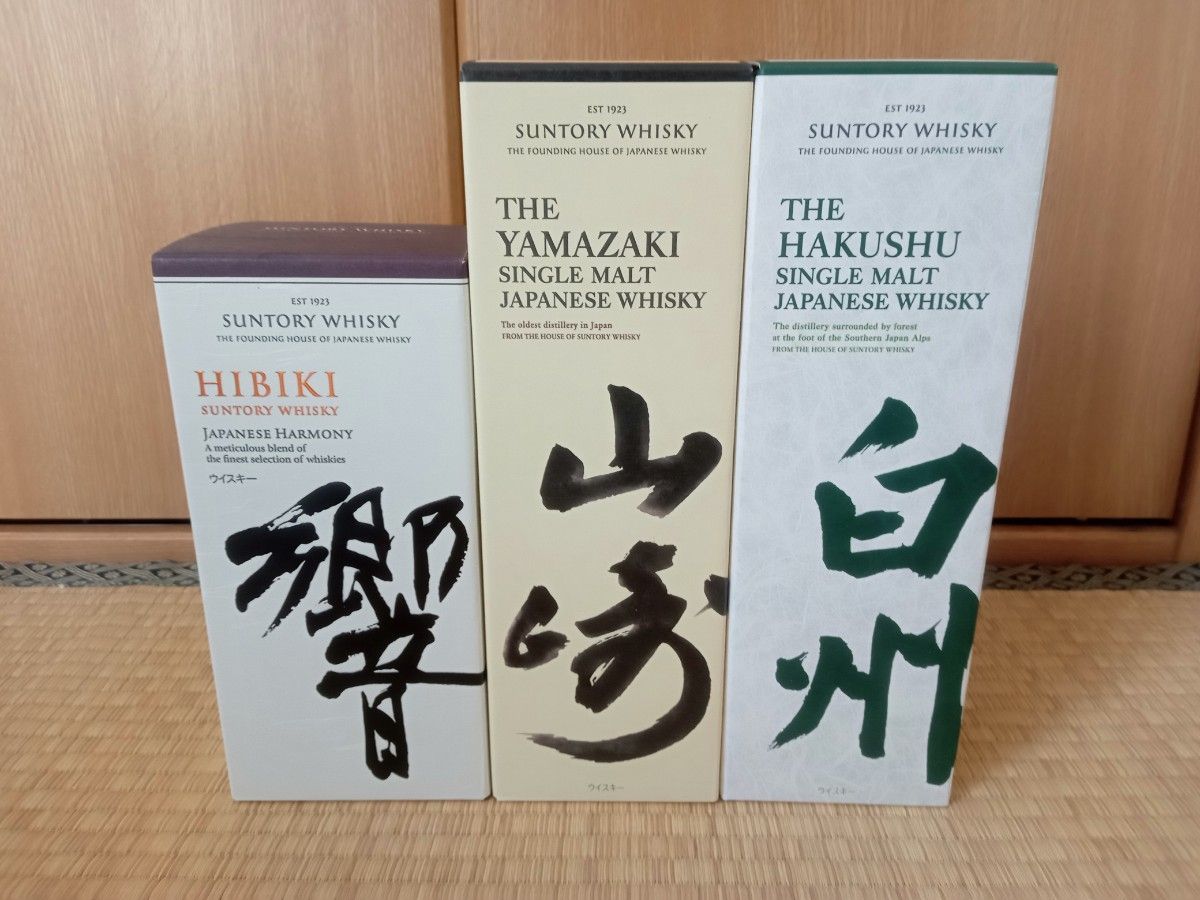 SUNTORY WHISKY
EST 1923
SUNTORY WHISKY
THE FOUNDING HOUSE OF JAPANESE WHISKY
HIBIKI
SUNTORY WHISKY
JAPANESE HARMONY
A meticulous blend of
the finest selection of whiskies
ウイスキー
響
EST 1923
SUNTORY WHISKY
THE FOUNDING HOUSE OF JAPANESE WHISKY
THE
YAMAZAKI
SINGLE MALT
JAPANESE WHISKY
The oldest distillery in Japan
FROM THE HOUSE OF SUNTORY WHISKY
山
崎
ウイスキー
EST 1923
SUNTORY WHISKY
THE FOUNDING HOUSE OF JAPANESE WHISKY
THE
HAKUSHU
SINGLE MALT
JAPANESE WHISKY
The distillery surrounded by forest
at the foot of the Southern Japan Alps
FROM THE HOUSE OF SUNTORY WHISKY
白
州
ウイスキー